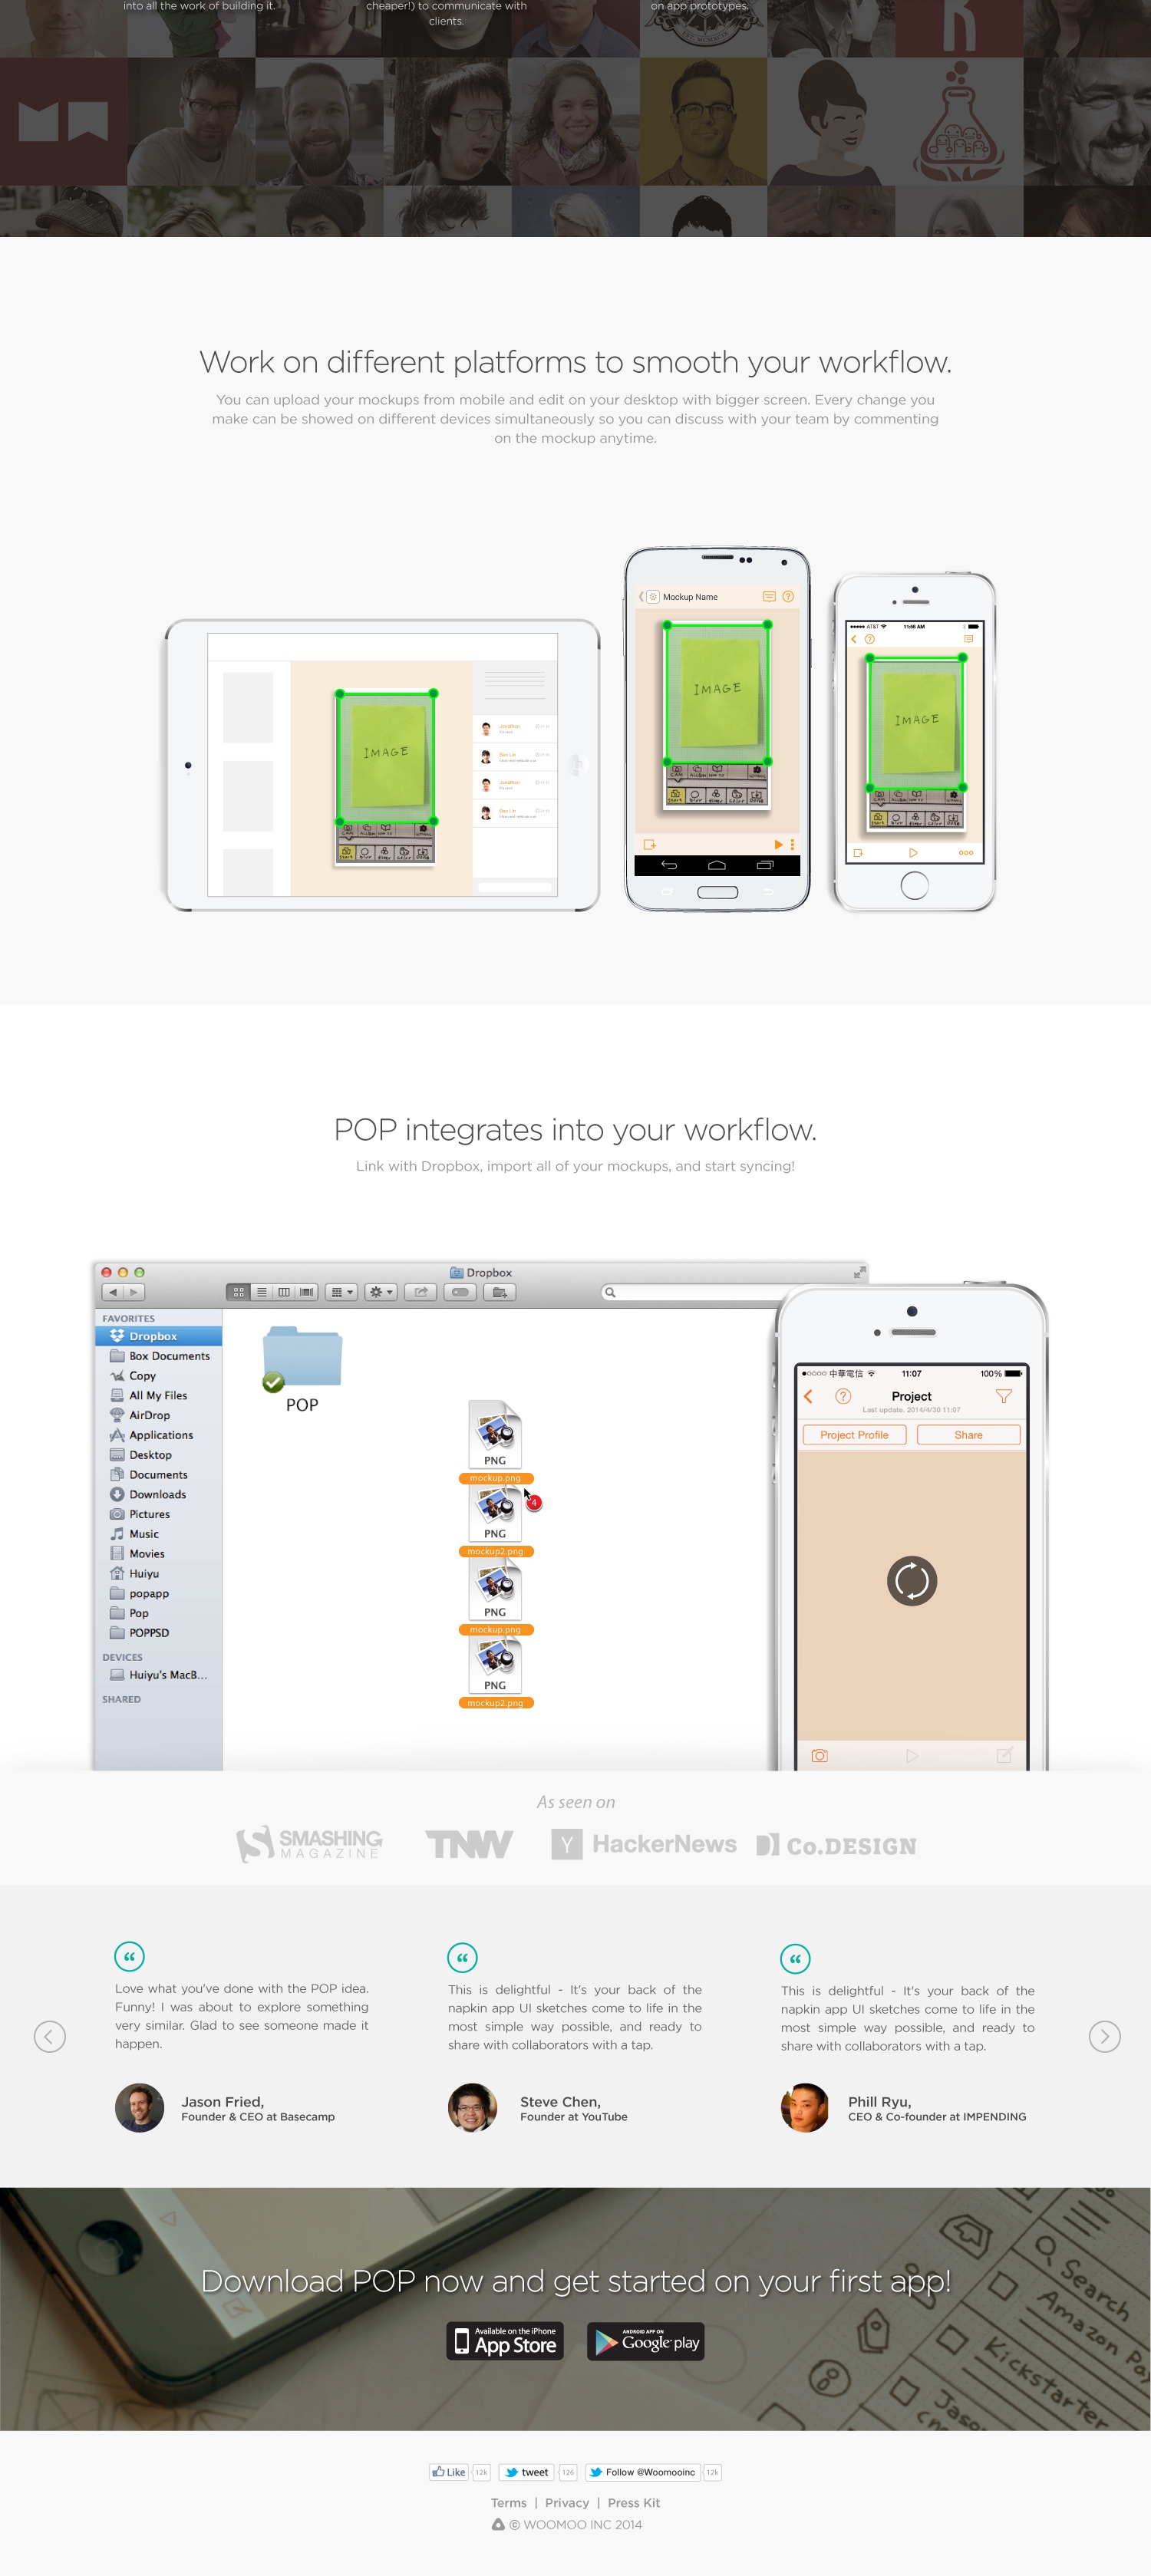 into all the work of building it.
cheaper!) to communicate with
clients.
on app prototypes.
EST. MCMXCIX
Work on different platforms to smooth your workflow.
You can upload your mockups from mobile and edit on your desktop with bigger screen. Every change you
make can be showed on different devices simultaneously so you can discuss with your team by commenting
on the mockup anytime.
Mockup Name
AT&T
11:56 AM
IMAGE
IMAGE
IMAGE
Jonathan
Jonathan
POP integrates into your workflow.
Link with Dropbox, import all of your mockups, and start syncing!
Dropbox
FAVORITES
Dropbox
Box Documents
Copy
All My Files
AirDrop
Applications
Desktop
Documents
Downloads
Pictures
Music
Movies
Huiyu
popapp
Pop
POPPSD
DEVICES
Huiyu's MacB...
SHARED
POP
PNG
mockup.png
4
PNG
mockup2.png
PNG
mockup.png
PNG
mockup2.png
中華電信
11:07
100%
Project
Last update. 2014/4/30 11:07
Project Profile
Share
As seen on
SMASHING
MAGAZINE
TNW
Y HackerNews
Co.DESIGN
Love what you've done with the POP idea.
Funny! I was about to explore something
very similar. Glad to see someone made it
happen.
Jason Fried,
Founder & CEO at Basecamp
This is delightful - It's your back of the
napkin app UI sketches come to life in the
most simple way possible, and ready to
share with collaborators with a tap.
Steve Chen,
Founder at YouTube
This is delightful - It's your back of the
napkin app UI sketches come to life in the
most simple way possible, and ready to
share with collaborators with a tap.
Phill Ryu,
CEO & Co-founder at IMPENDING
Download POP now and get started on your first app!
Available on the iPhone
App Store
ANDROID APP ON
Google play
Search
Amazon Pa
Kickstarter
Jaso
Like 12k tweet 126 Follow @Woomooinc 12k
Terms | Privacy | Press Kit
© WOOMOO INC 2014